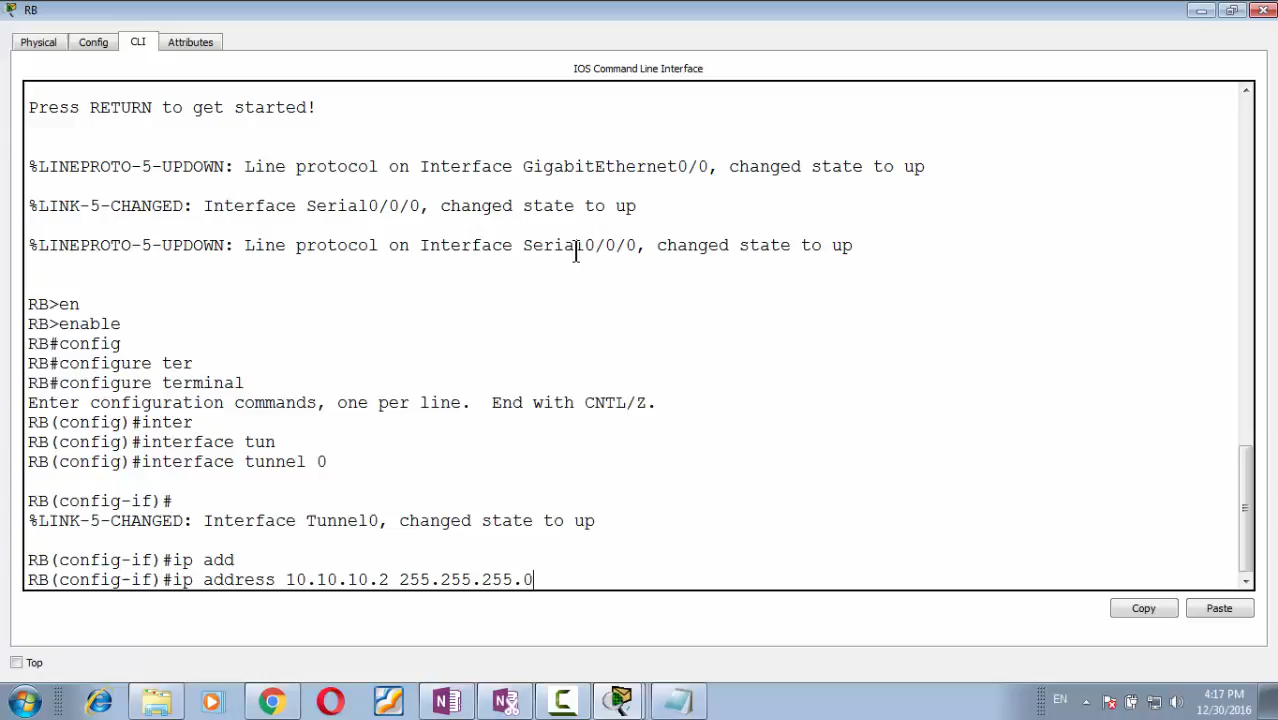 RB
Physical Config CLI Attributes
IOS Command Line Interface
Press RETURN to get started!
%LINEPROTO-5-UPDOWN: Line protocol on Interface GigabitEthernet0/0, changed state to up
%LINK-5-CHANGED: Interface Serial0/0/0, changed state to up
%LINEPROTO-5-UPDOWN: Line protocol on Interface Serial0/0/0, changed state to up
RB>en
RB>enable
RB#config
RB#configure ter
RB#configure terminal
Enter configuration commands, one per line.  End with CNTL/Z.
RB(config)#inter
RB(config)#interface tun
RB(config)#interface tunnel 0
RB(config-if)#
%LINK-5-CHANGED: Interface Tunnel0, changed state to up
RB(config-if)#ip add
RB(config-if)#ip address 10.10.10.2 255.255.255.0
Copy Paste
Top
EN 4:17 PM
12/30/2016